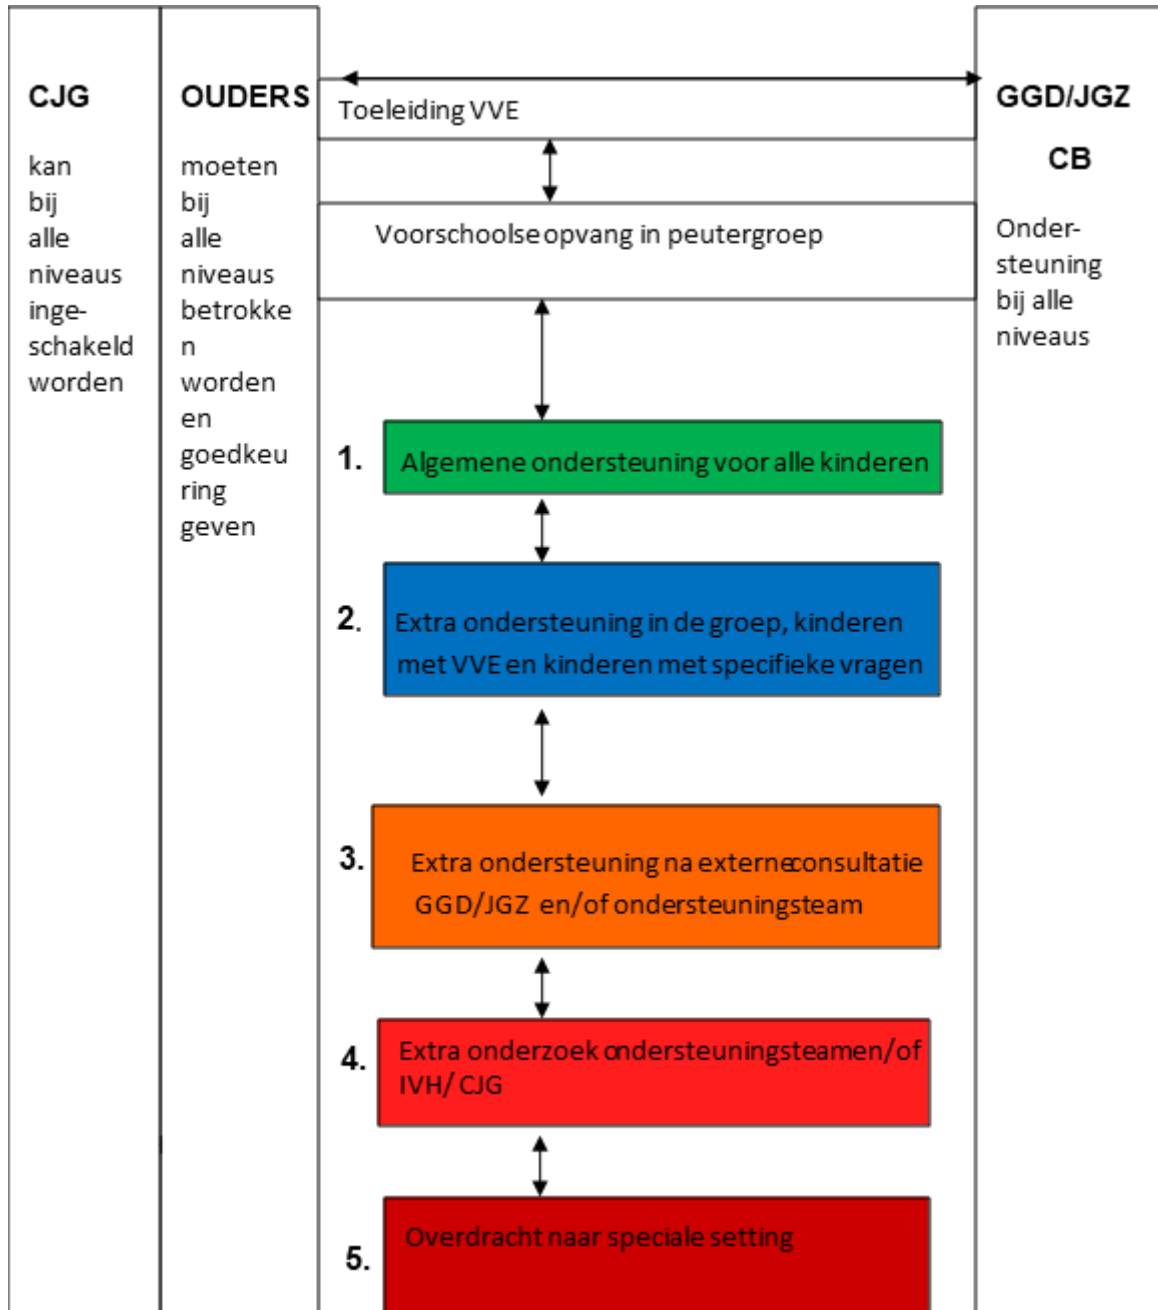 CJG
kan
bij
alle
niveaus
inge-
schakeld
worden
OUDERS
moeten
bij
alle
niveaus
betrokke
n
worden
en
goedkeu
ring
geven
Toeleiding VVE
Voorschoolse opvang in peutergroep
1. Algemene ondersteuning voor alle kinderen
2. Extra ondersteuning in de groep, kinderen
met VVE en kinderen met specifieke vragen
3. Extra ondersteuning na externe consultatie
GGD/JGZ en/of ondersteuningsteam
4. Extra onderzoek ondersteuningsteam en/of
IVH/ CJG
5. Overdracht naar speciale setting
GGD/JGZ
CB
Onder-
steuning
bij alle
niveaus